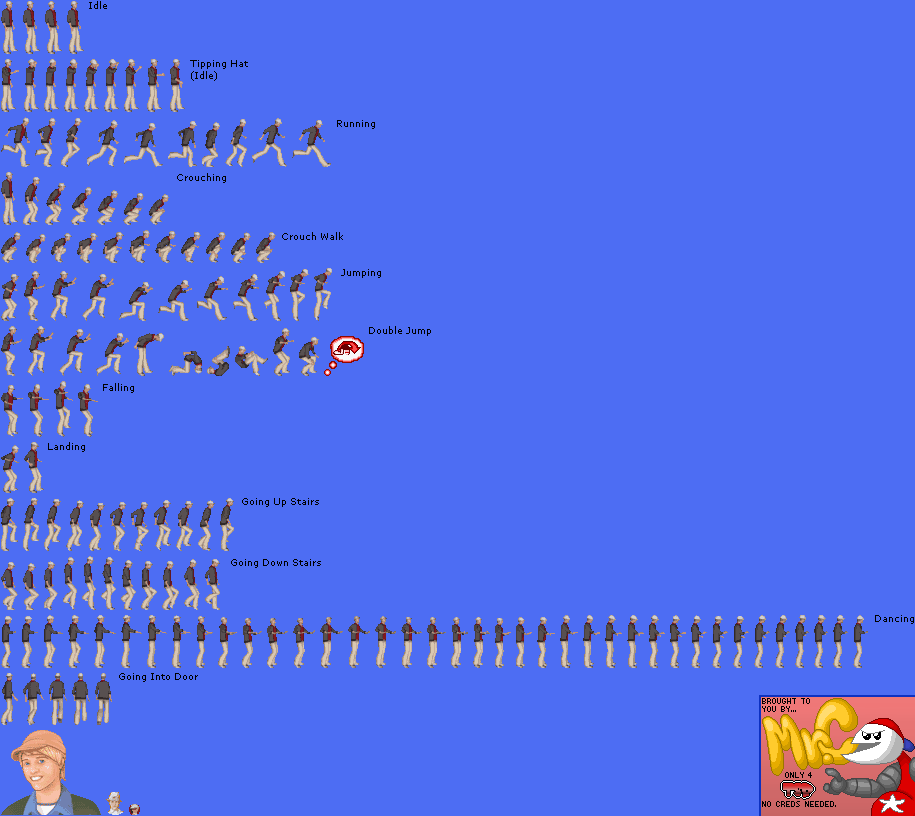 Idle
Tipping Hat
(Idle)
Running
Crouching
Crouch Walk
Jumping
Double Jump
Falling
Landing
Going Up Stairs
Going Down Stairs
Dancing
Going Into Door
BROUGHT TO
YOU BY...
Mr. C
ONLY 4
NO CREDS NEEDED.